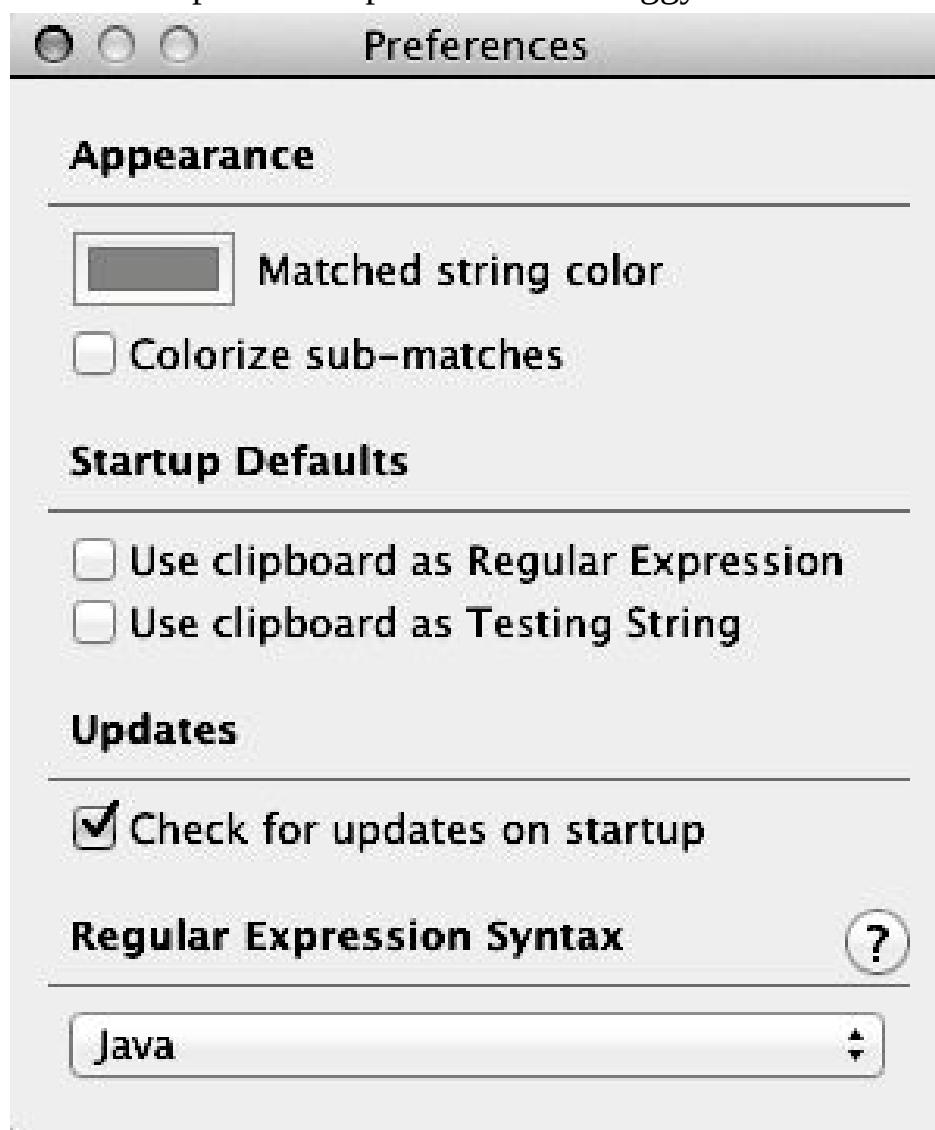 Preferences
Appearance
Matched string color
Colorize sub-matches
Startup Defaults
Use clipboard as Regular Expression
Use clipboard as Testing String
Updates
Check for updates on startup
Regular Expression Syntax
?
Java